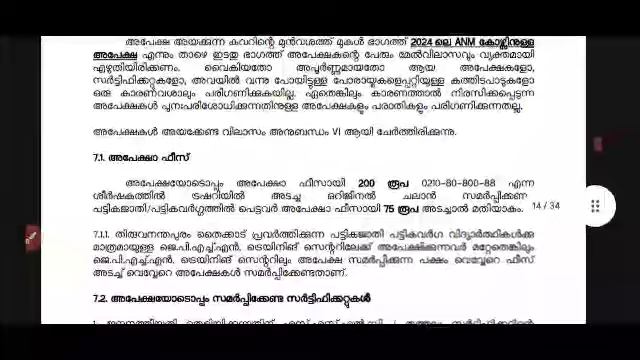 അപേക്ഷ അയക്കുന്ന കവറിന്റെ മുൻവശത്ത് മുകൾ ഭാഗത്ത് 2024 ലെ ANM കോഴ്സിനുള്ള
അപേക്ഷ എന്നും താഴെ ഇടതു ഭാഗത്ത് അപേക്ഷകന്റെ പേരും മേൽവിലാസവും വ്യക്തമായി
എഴുതിയിരിക്കണം. വൈകിയതോ അപൂർണ്ണമായതോ ആയ അപേക്ഷകളോ,
സർട്ടിഫിക്കറ്റുകളോ, അവയിൽ വന്നു പോയിട്ടുള്ള പോരായ്മകളെപ്പറ്റിയുള്ള കത്തിടപാടുകളോ
ഒരു കാരണവശാലും പരിഗണിക്കുകയില്ല. ഏതെങ്കിലും കാരണത്താൽ നിരസിക്കപ്പെടുന്ന
അപേക്ഷകൾ പുനഃപരിശോധിക്കുന്നതിനുള്ള അപേക്ഷകളും പരാതികളും പരിഗണിക്കുന്നതല്ല.
അപേക്ഷകൾ അയക്കേണ്ട വിലാസം അനുബന്ധം VI ആയി ചേർത്തിരിക്കുന്നു.
7.1. അപേക്ഷാ ഫീസ്
അപേക്ഷയോടൊപ്പം അപേക്ഷാ ഫീസായി 200 രൂപ 0210-80-800-88 എന്ന
ശീർഷകത്തിൽ ട്രഷറിയിൽ അടച്ച ഒറിജിനൽ ചലാൻ സമർപ്പിക്കണ
പട്ടികജാതി/പട്ടികവർഗ്ഗത്തിൽ പെട്ടവർ അപേക്ഷാ ഫീസായി 75 രൂപ അടച്ചാൽ മതിയാകും. 14 / 34
7.1.1. തിരുവനന്തപുരം തൈക്കാട് പ്രവർത്തിക്കുന്ന പട്ടികജാതി പട്ടികവർഗ വിദ്യാർത്ഥികൾക്കു
മാത്രമായുള്ള ജെ.പി.എച്ച്.എൻ. ട്രെയിനിങ് സെന്ററിലേക്ക് അപേക്ഷിക്കുന്നവർ മറ്റേതെങ്കിലും
ജെ.പി.എച്ച്.എൻ. ട്രെയിനിങ് സെന്ററിലും അപേക്ഷ സമർപ്പിക്കുന്ന പക്ഷം വെവ്വേറെ ഫീസ്
അടച്ച് വെവ്വേറെ അപേക്ഷകൾ സമർപ്പിക്കേണ്ടതാണ്.
7.2. അപേക്ഷയോടൊപ്പം സമർപ്പിക്കേണ്ട സർട്ടിഫിക്കറ്റുകൾ